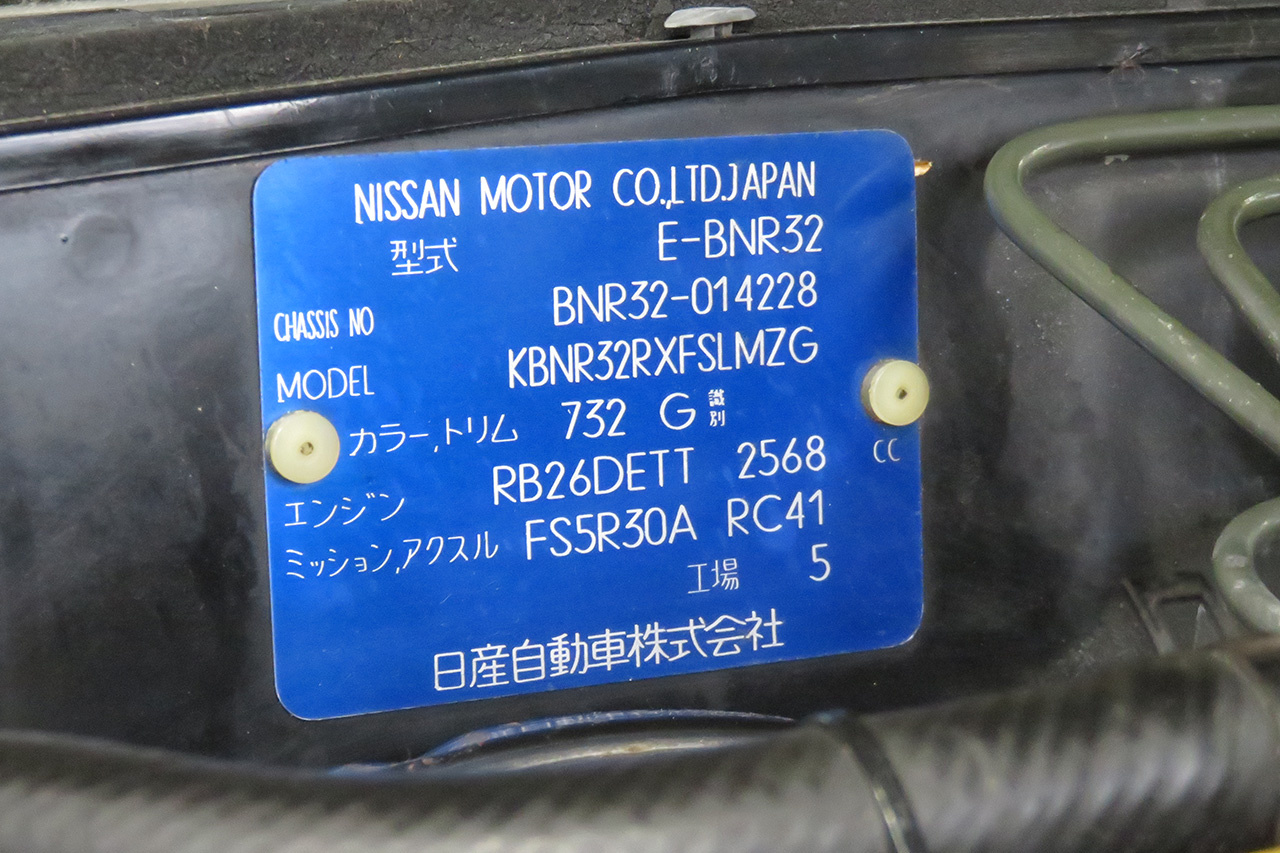 NISSAN MOTOR CO.,LTD.JAPAN
型式 E-BNR32
CHASSIS NO BNR32-014228
MODEL KBNR32RXFSLMZG
カラー,トリム 732 G 識別
エンジン RB26DETT 2568 CC
ミッション,アクスル FS5R30A RC41
工場 5
日産自動車株式会社